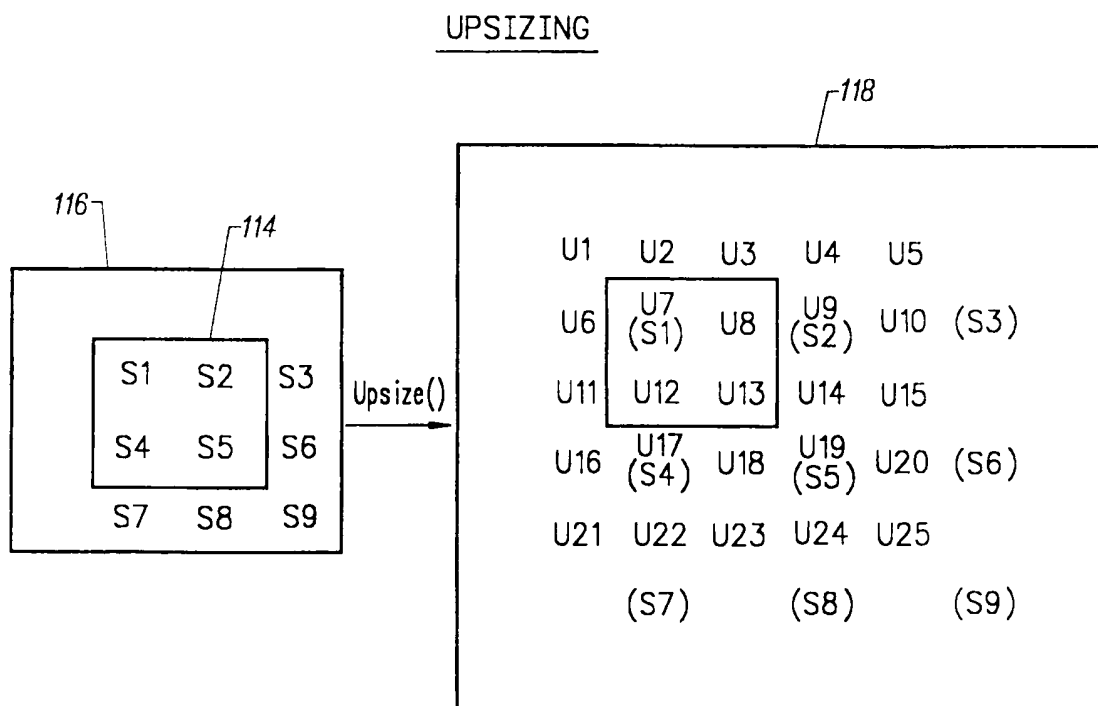 UPSIZING
118
116
114
U1 U2 U3 U4 U5
U7 U9
U6 (S1) U8 (S2) U10 (S3)
S1 S2 S3
Upsize()
U11 U12 U13 U14 U15
S4 S5 S6
U17 U19
U16 (S4) U18 (S5) U20 (S6)
S7 S8 S9
U21 U22 U23 U24 U25
(S7) (S8) (S9)